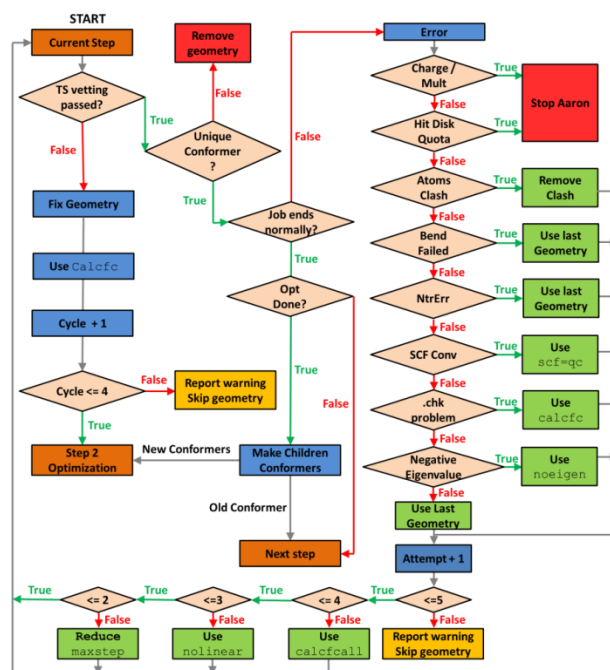 START
Current Step
TS vetting
passed?
True
False
Fix Geometry
Use Calcfc
Cycle + 1
Cycle <= 4
False
True
Report warning
Skip geometry
Step 2
Optimization
Remove
geometry
False
Unique
Conformer
?
True
Job ends
normally?
False
True
Opt
Done?
True
False
New Conformers
Make Children
Conformers
Old Conformer
Next step
Error
Charge /
Mult
True
False
Stop Aaron
Hit Disk
Quota
True
False
Atoms
Clash
True
False
Remove
Clash
Bend
Failed
True
False
Use last
Geometry
NtrErr
True
False
Use last
Geometry
SCF Conv
True
False
Use
scf=qc
.chk
problem
True
False
Use
calcfc
Negative
Eigenvalue
True
False
Use
noeigen
Use Last
Geometry
Attempt + 1
True
<= 2
True
<=3
True
<= 4
True
<=5
False
False
False
False
Reduce
maxstep
Use
nolinear
Use
calcfcall
Report warning
Skip geometry